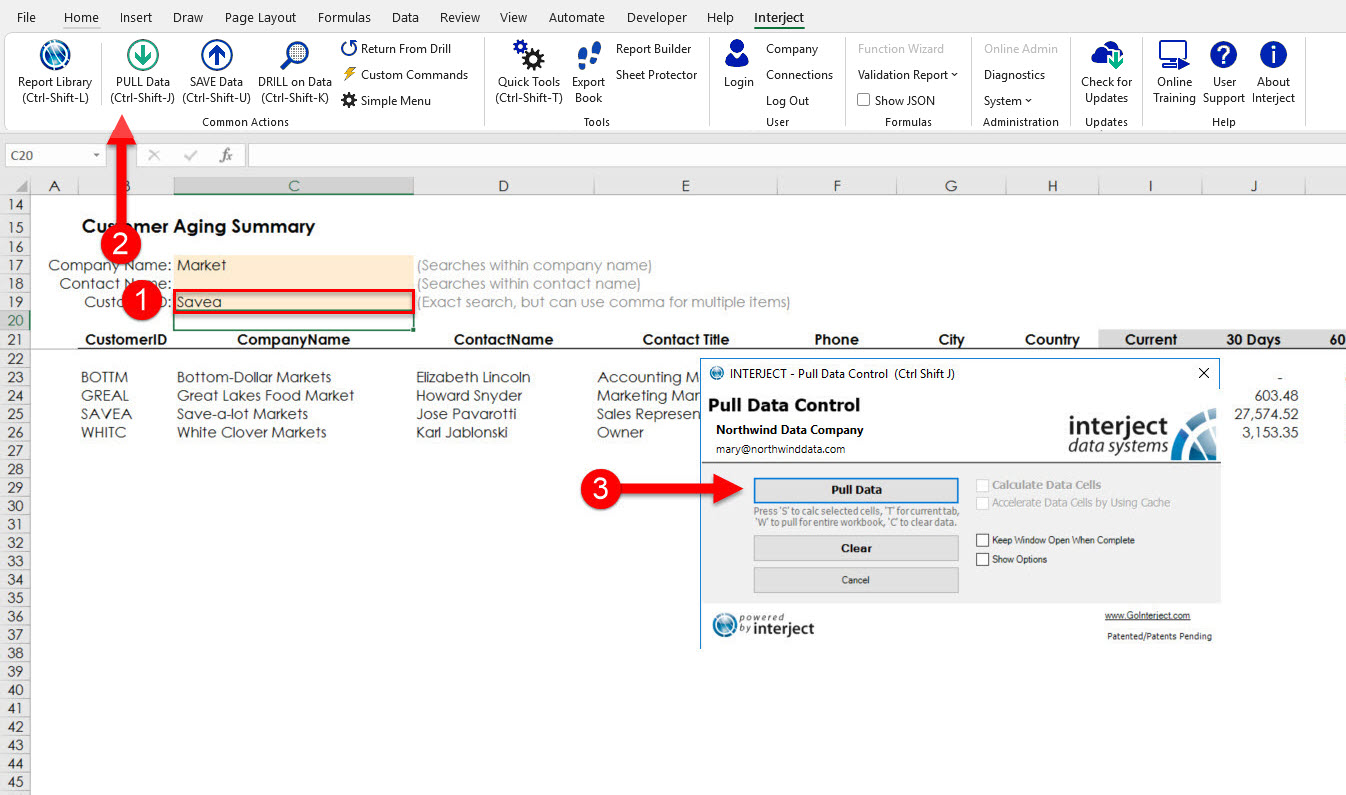 File Home Insert Draw Page Layout Formulas Data Review View Automate Developer Help Interject
Report Library (Ctrl-Shift-L)
PULL Data (Ctrl-Shift-J)
SAVE Data (Ctrl-Shift-U)
DRILL on Data (Ctrl-Shift-K)
Return From Drill
Custom Commands
Simple Menu
Common Actions
Quick Tools (Ctrl-Shift-T)
Export Book
Report Builder
Sheet Protector
Tools
Login
Company
Connections
Log Out
User
Function Wizard
Validation Report
Show JSON
Formulas
Online Admin
Diagnostics
System
Administration
Check for Updates
Updates
Online Training
User Support
About Interject
Help
C20 fx
A B C D E F G H I J
14
15 Customer Aging Summary
16
2
17 Company Name: Market (Searches within company name)
18 Contact Name: (Searches within contact name)
1
19 Savea (Exact search, but can use comma for multiple items)
20
21 CustomerID CompanyName ContactName Contact Title Phone City Country Current 30 Days 60
22
23 BOTTM Bottom-Dollar Markets Elizabeth Lincoln Accounting M -
24 GREAL Great Lakes Food Market Howard Snyder Marketing Mar 603.48
25 SAVEA Save-a-lot Markets Jose Pavarotti Sales Represen 27,574.52
26 WHITC White Clover Markets Karl Jablonski Owner 3,153.35
27
28
29
30
31
32
33
34
35
36
37
38
39
40
41
42
43
44
45
INTERJECT - Pull Data Control (Ctrl Shift J)
Pull Data Control
Northwind Data Company
mary@northwinddata.com
interject
data systems
3
Pull Data
Press 'S' to calc selected cells, 'T' for current tab,
'W' to pull for entire workbook, 'C' to clear data.
Clear
Cancel
Calculate Data Cells
Accelerate Data Cells by Using Cache
Keep Window Open When Complete
Show Options
powered
by interject
www.GoInterject.com
Patented/Patents Pending